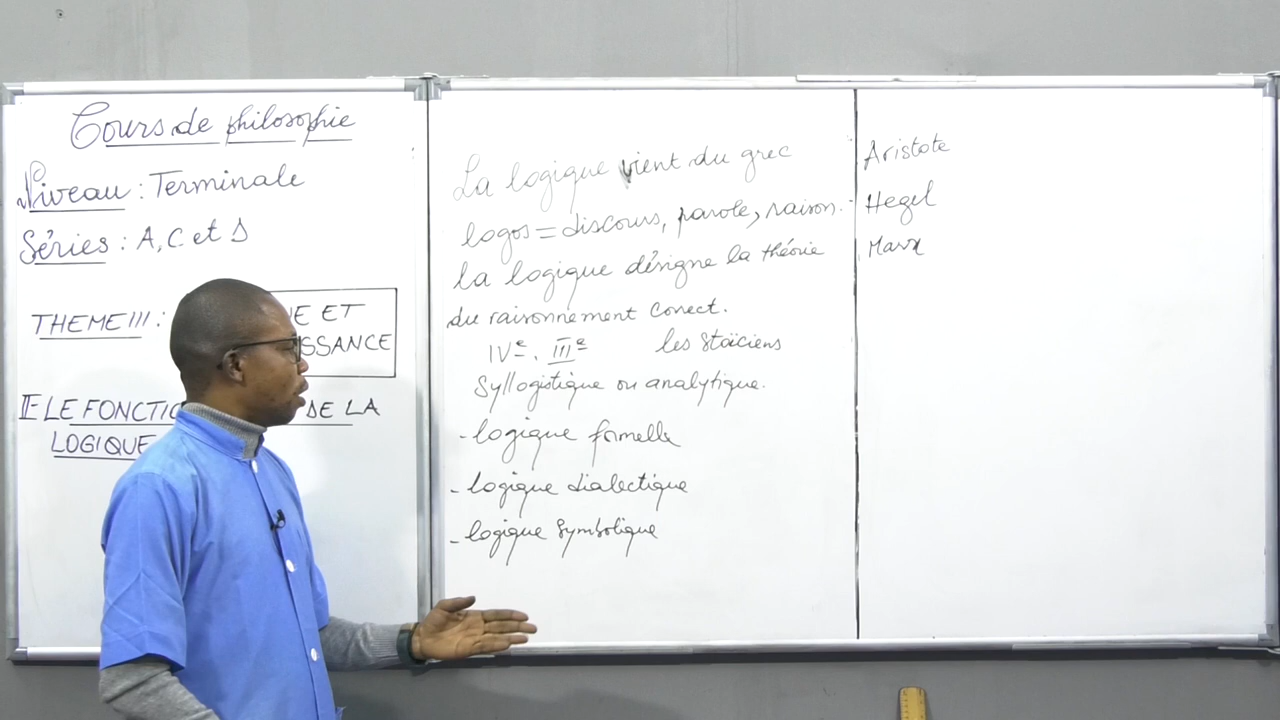 Cours de philosophie
Niveau : Terminale
Séries : A, C et D
THEME III : E ET
SSANCE
II- LE FONCTIO DE LA
LOGIQUE
La logique vient du grec
logos = discours, parole, raison.
la logique désigne la théorie
du raisonnement correct.
IVe. IIIe les stoïciens
Syllogistique ou analytique.
- logique formelle
- logique dialectique
- logique symbolique
Aristote
Hegel
Marx